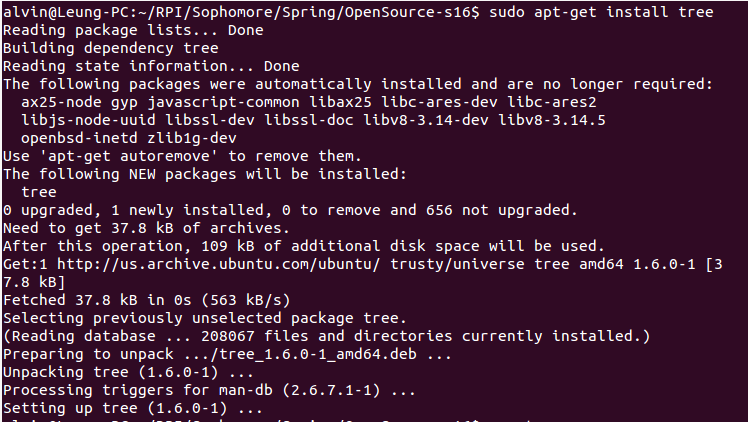 alvin@Leung-PC:~/RPI/Sophomore/Spring/OpenSource-s16$ sudo apt-get install tree
Reading package lists... Done
Building dependency tree
Reading state information... Done
The following packages were automatically installed and are no longer required:
  ax25-node gyp javascript-common libax25 libc-ares-dev libc-ares2
  libjs-node-uuid libssl-dev libssl-doc libv8-3.14-dev libv8-3.14.5
  openbsd-inetd zlib1g-dev
Use 'apt-get autoremove' to remove them.
The following NEW packages will be installed:
  tree
0 upgraded, 1 newly installed, 0 to remove and 656 not upgraded.
Need to get 37.8 kB of archives.
After this operation, 109 kB of additional disk space will be used.
Get:1 http://us.archive.ubuntu.com/ubuntu/ trusty/universe tree amd64 1.6.0-1 [3
7.8 kB]
Fetched 37.8 kB in 0s (563 kB/s)
Selecting previously unselected package tree.
(Reading database ... 208067 files and directories currently installed.)
Preparing to unpack .../tree_1.6.0-1_amd64.deb ...
Unpacking tree (1.6.0-1) ...
Processing triggers for man-db (2.6.7.1-1) ...
Setting up tree (1.6.0-1) ...